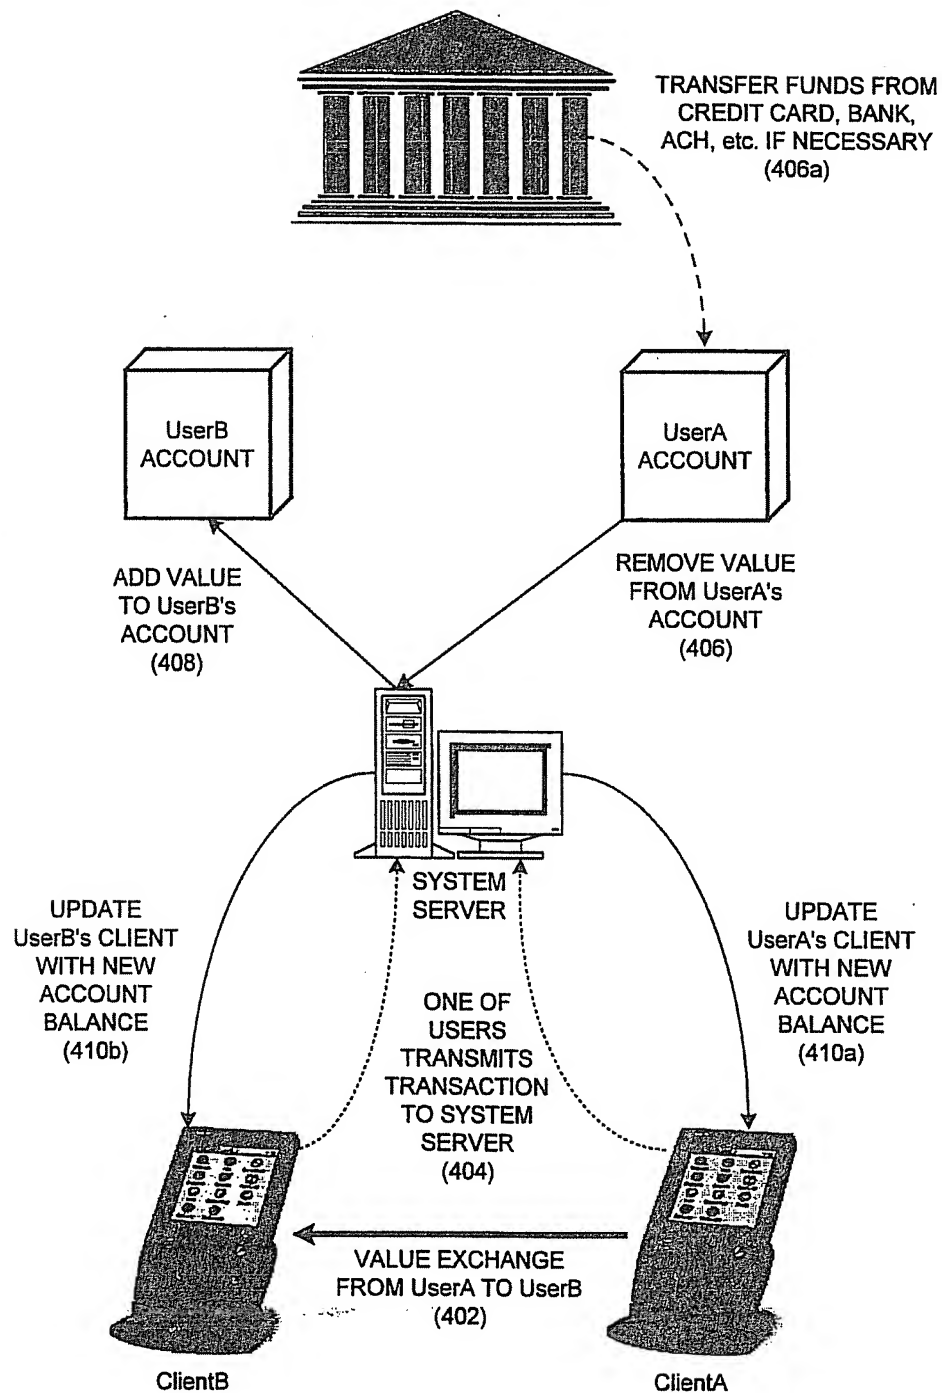 TRANSFER FUNDS FROM
CREDIT CARD, BANK,
ACH, etc. IF NECESSARY
(406a)
UserB
ACCOUNT
UserA
ACCOUNT
ADD VALUE
TO UserB's
ACCOUNT
(408)
REMOVE VALUE
FROM UserA's
ACCOUNT
(406)
SYSTEM
SERVER
UPDATE
UserB's CLIENT
WITH NEW
ACCOUNT
BALANCE
(410b)
ONE OF
USERS
TRANSMITS
TRANSACTION
TO SYSTEM
SERVER
(404)
UPDATE
UserA's CLIENT
WITH NEW
ACCOUNT
BALANCE
(410a)
VALUE EXCHANGE
FROM UserA TO UserB
(402)
ClientB
ClientA